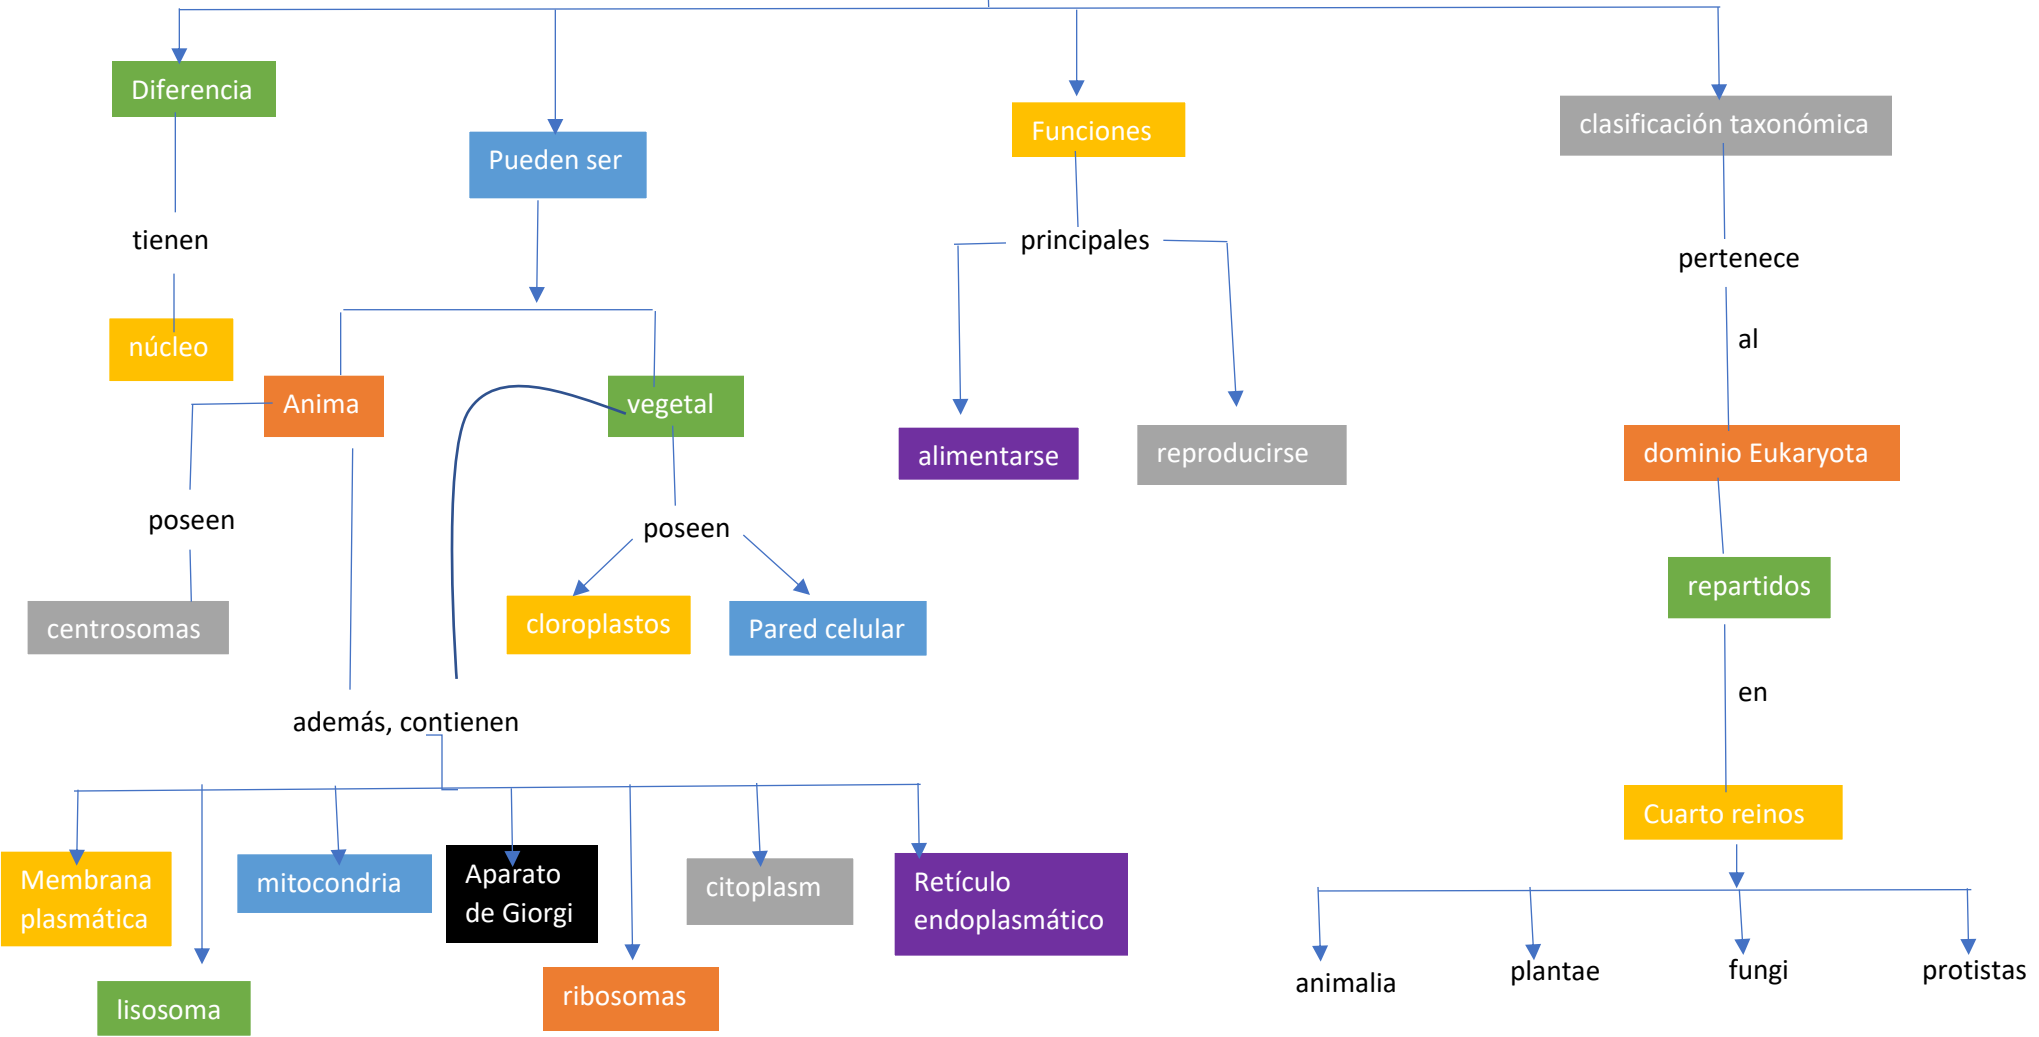 Diferencia
Pueden ser
Funciones
clasificación taxonómica
tienen
principales
pertenece
núcleo
al
Anima
vegetal
alimentarse
reproducirse
dominio Eukaryota
poseen
poseen
repartidos
centrosomas
cloroplastos
Pared celular
en
además, contienen
Cuarto reinos
Membrana
plasmática
mitocondria
Aparato
de Giorgi
citoplasm
Retículo
endoplasmático
lisosoma
ribosomas
animalia
plantae
fungi
protistas